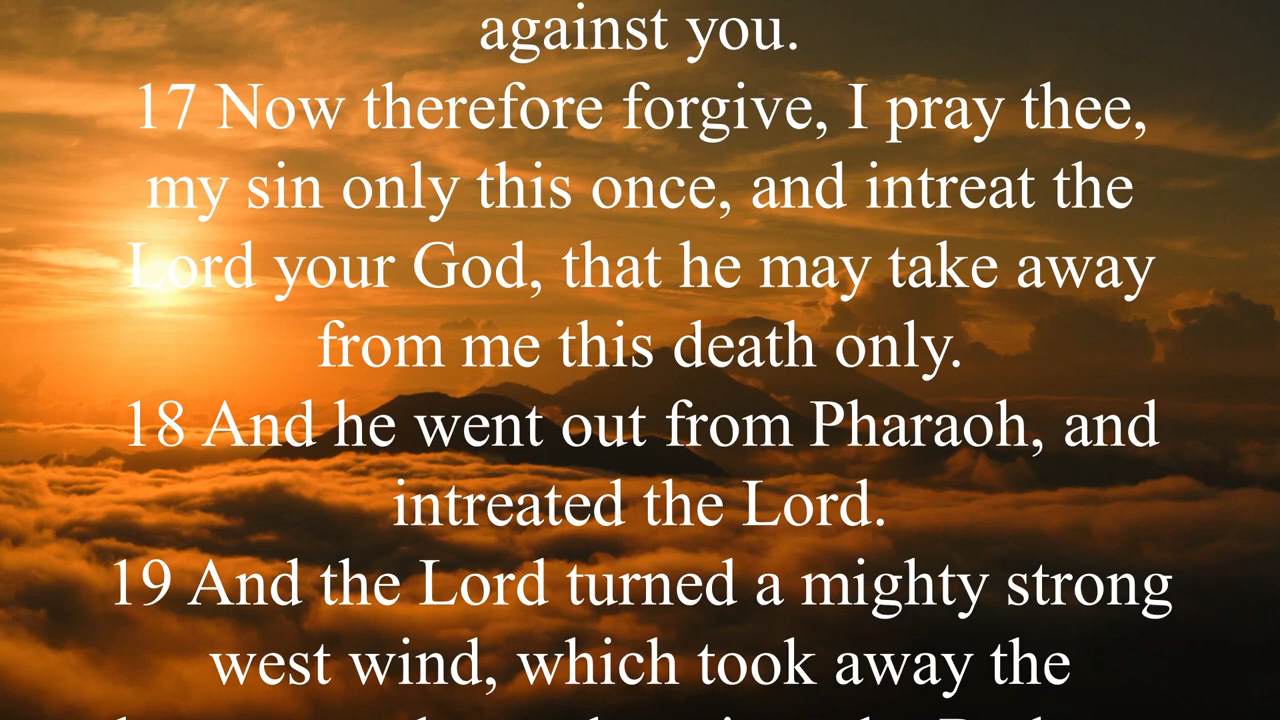 against you.
17 Now therefore forgive, I pray thee,
my sin only this once, and intreat the
Lord your God, that he may take away
from me this death only.
18 And he went out from Pharaoh, and
intreated the Lord.
19 And the Lord turned a mighty strong
west wind, which took away the